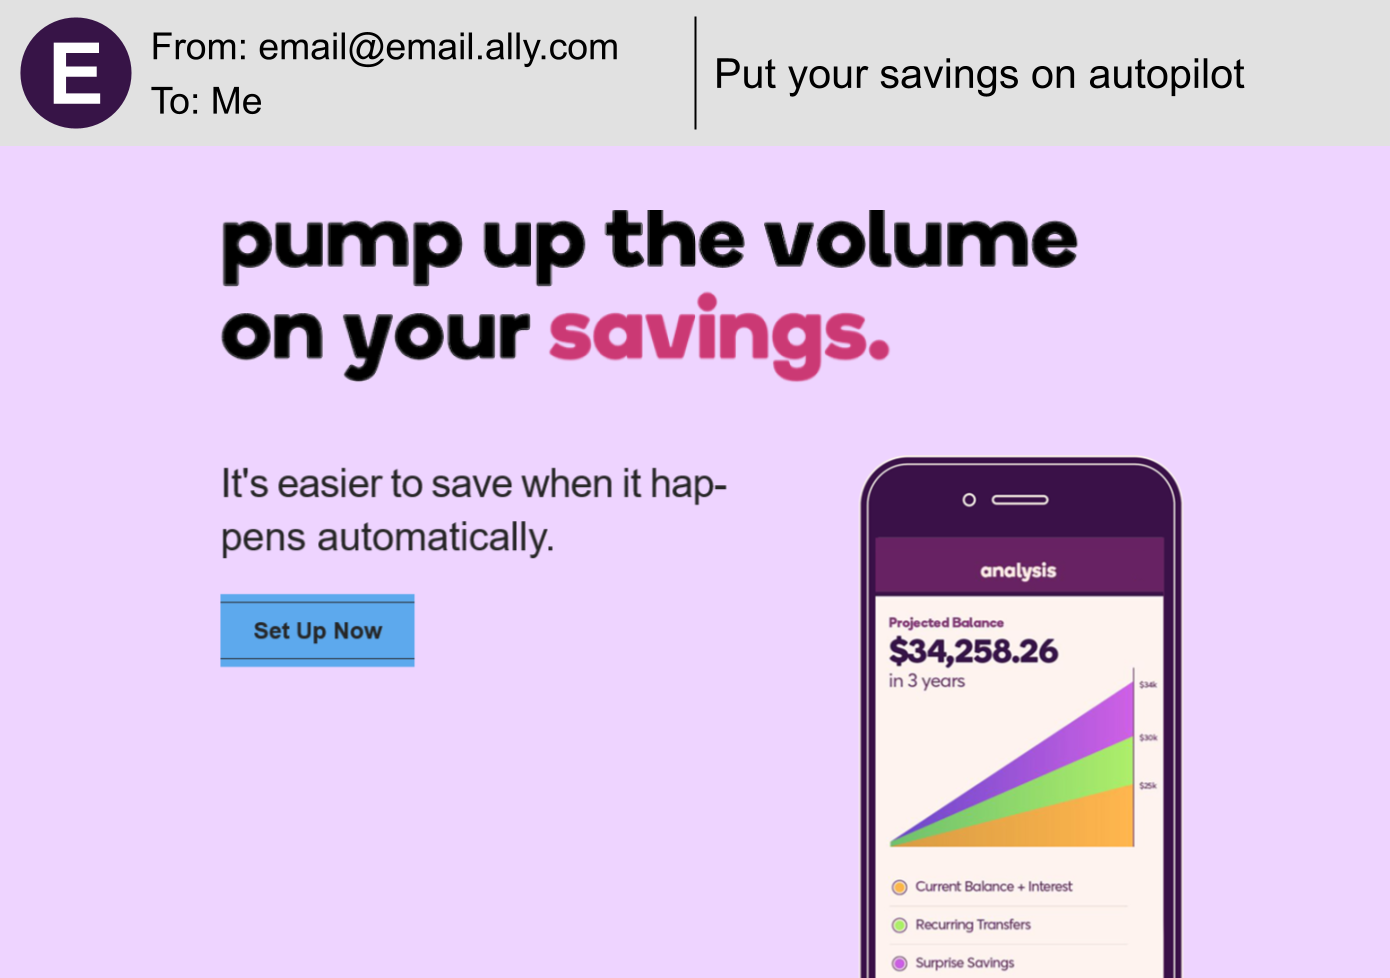 E
From: email@email.ally.com
To: Me
Put your savings on autopilot
pump up the volume
on your savings.
It's easier to save when it hap-
pens automatically.
Set Up Now
analysis
Projected Balance
$34,258.26
in 3 years
$34k
$30k
$25k
Current Balance + Interest
Recurring Transfers
Surprise Savings